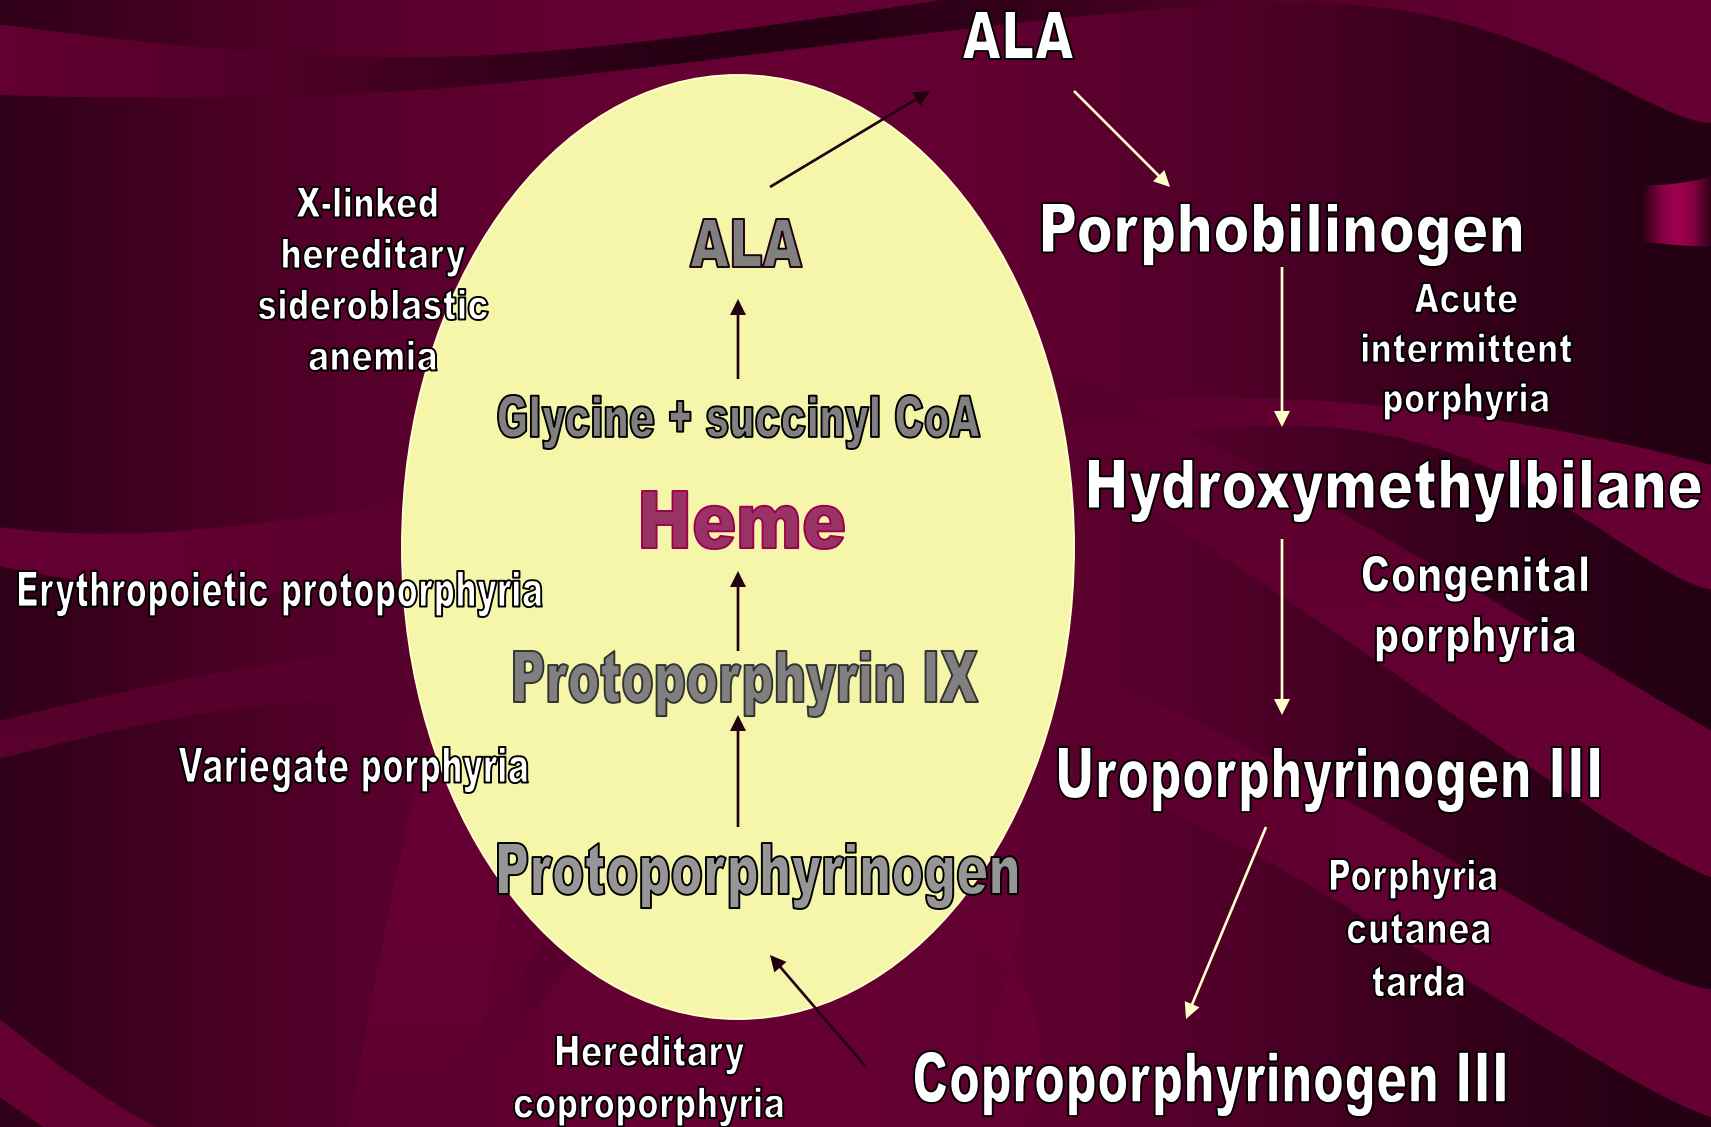 ALA
X-linked
hereditary
sideroblastic
anemia
ALA
Porphobilinogen
Acute
intermittent
porphyria
Glycine + succinyl CoA
Hydroxymethylbilane
Heme
Congenital
porphyria
Erythropoietic protoporphyria
Protoporphyrin IX
Variegate porphyria
Uroporphyrinogen III
Protoporphyrinogen
Porphyria
cutanea
tarda
Hereditary
coproporphyria
Coproporphyrinogen III